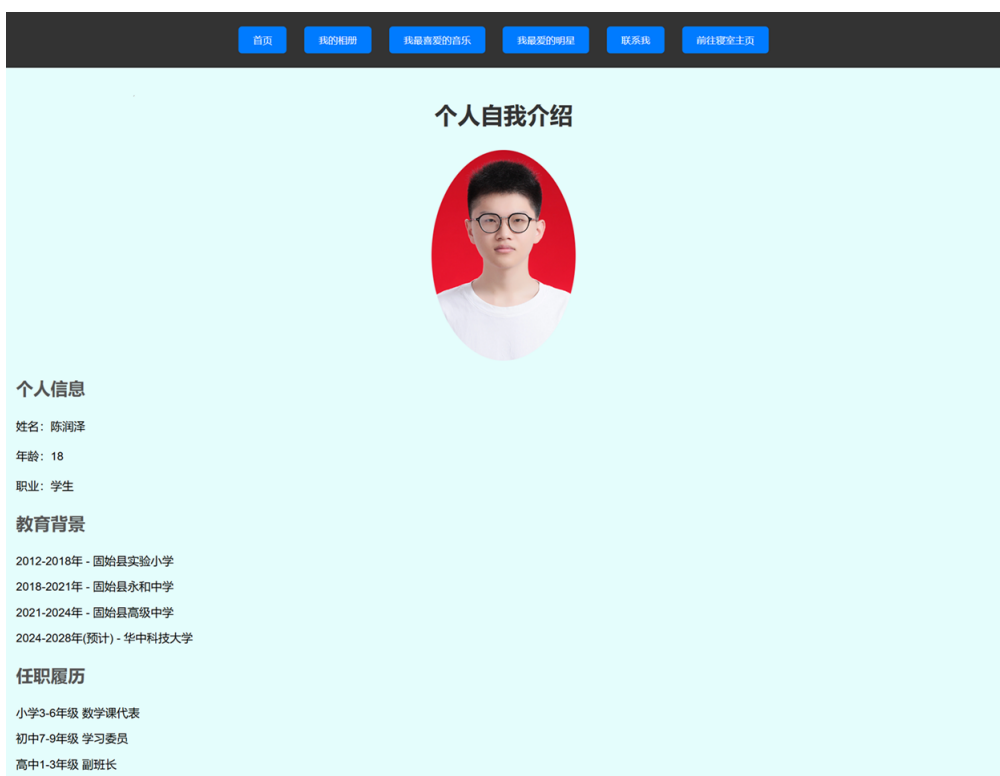 首页
我的相册
我最喜爱的音乐
我最爱的明星
联系我
前往寝室主页
个人自我介绍
个人信息
姓名：陈润泽
年龄：18
职业：学生
教育背景
2012-2018年 - 固始县实验小学
2018-2021年 - 固始县永和中学
2021-2024年 - 固始县高级中学
2024-2028年(预计) - 华中科技大学
任职履历
小学3-6年级 数学课代表
初中7-9年级 学习委员
高中1-3年级 副班长